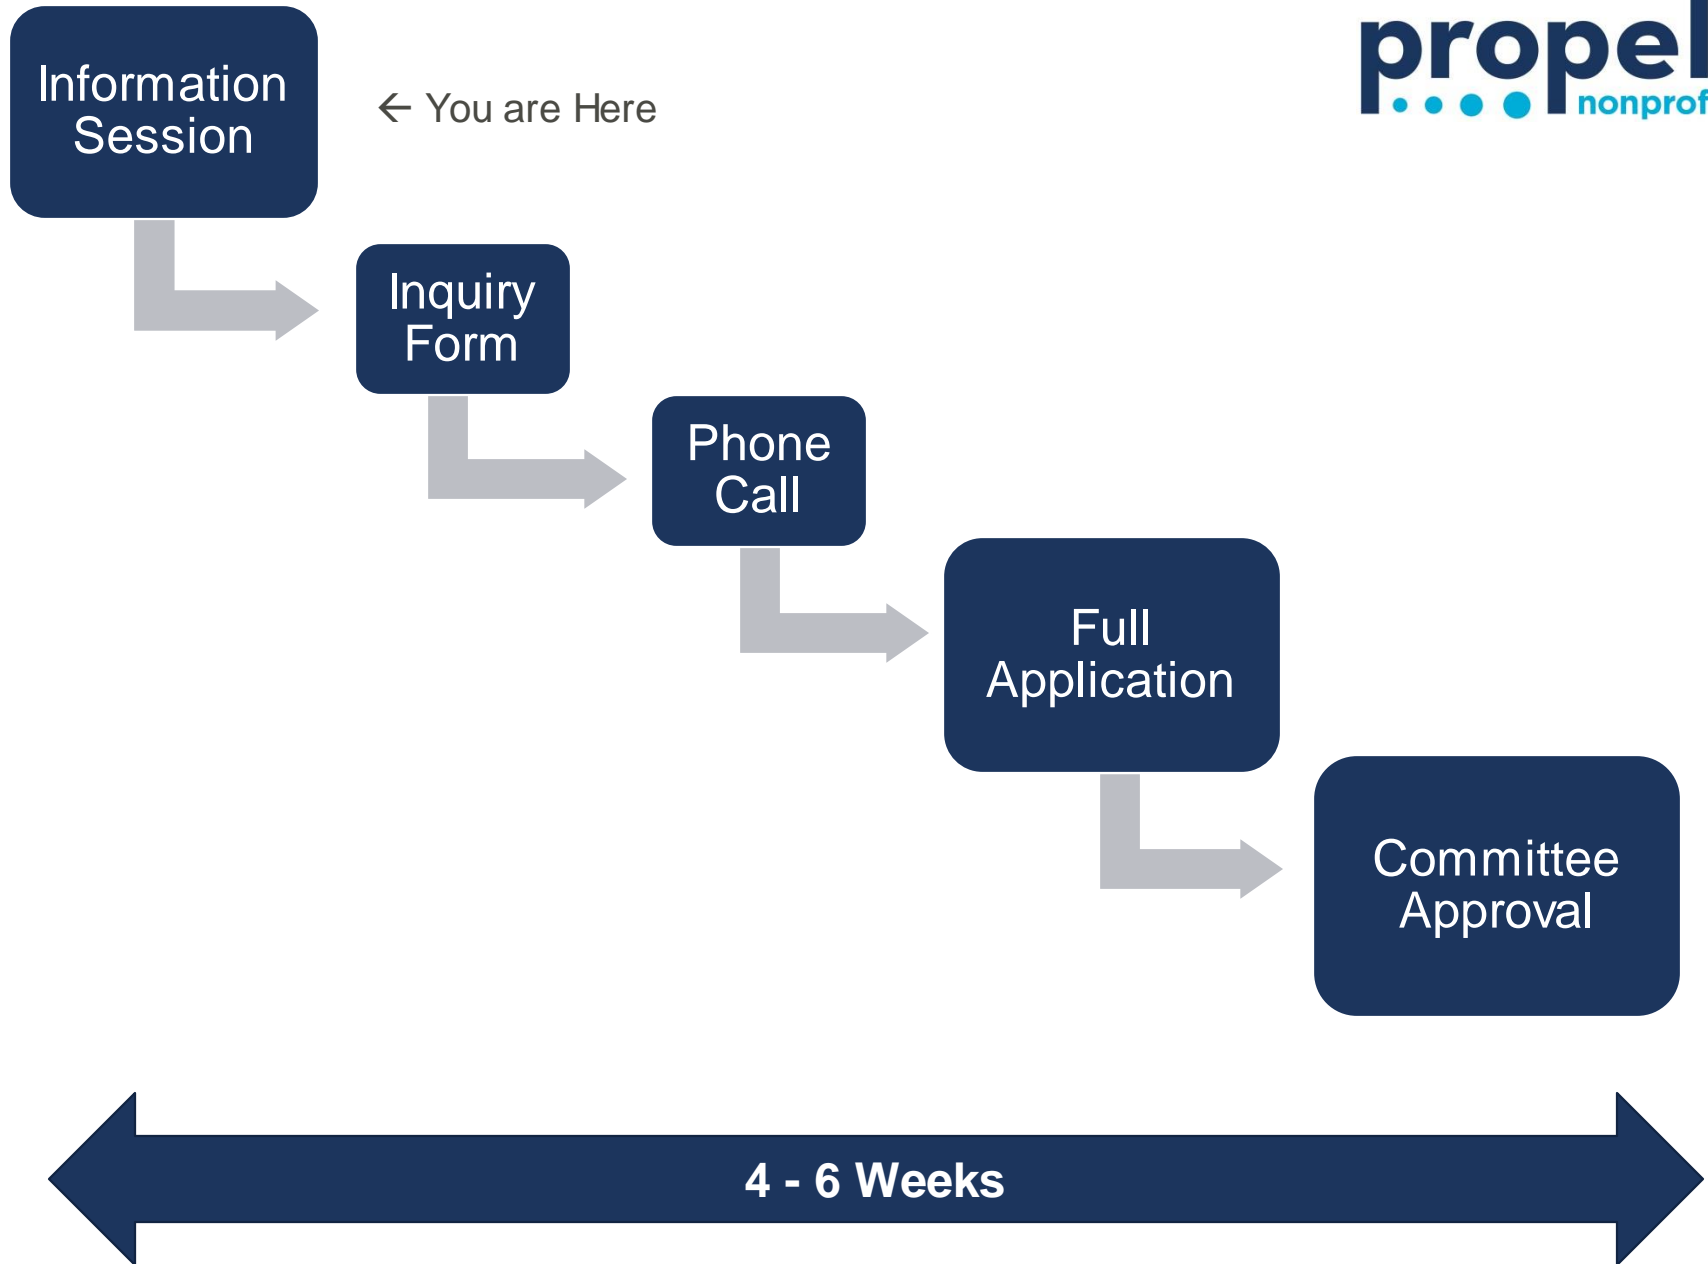 Information
Session
← You are Here
propel
nonprof
Inquiry
Form
Phone
Call
Full
Application
Committee
Approval
4 - 6 Weeks